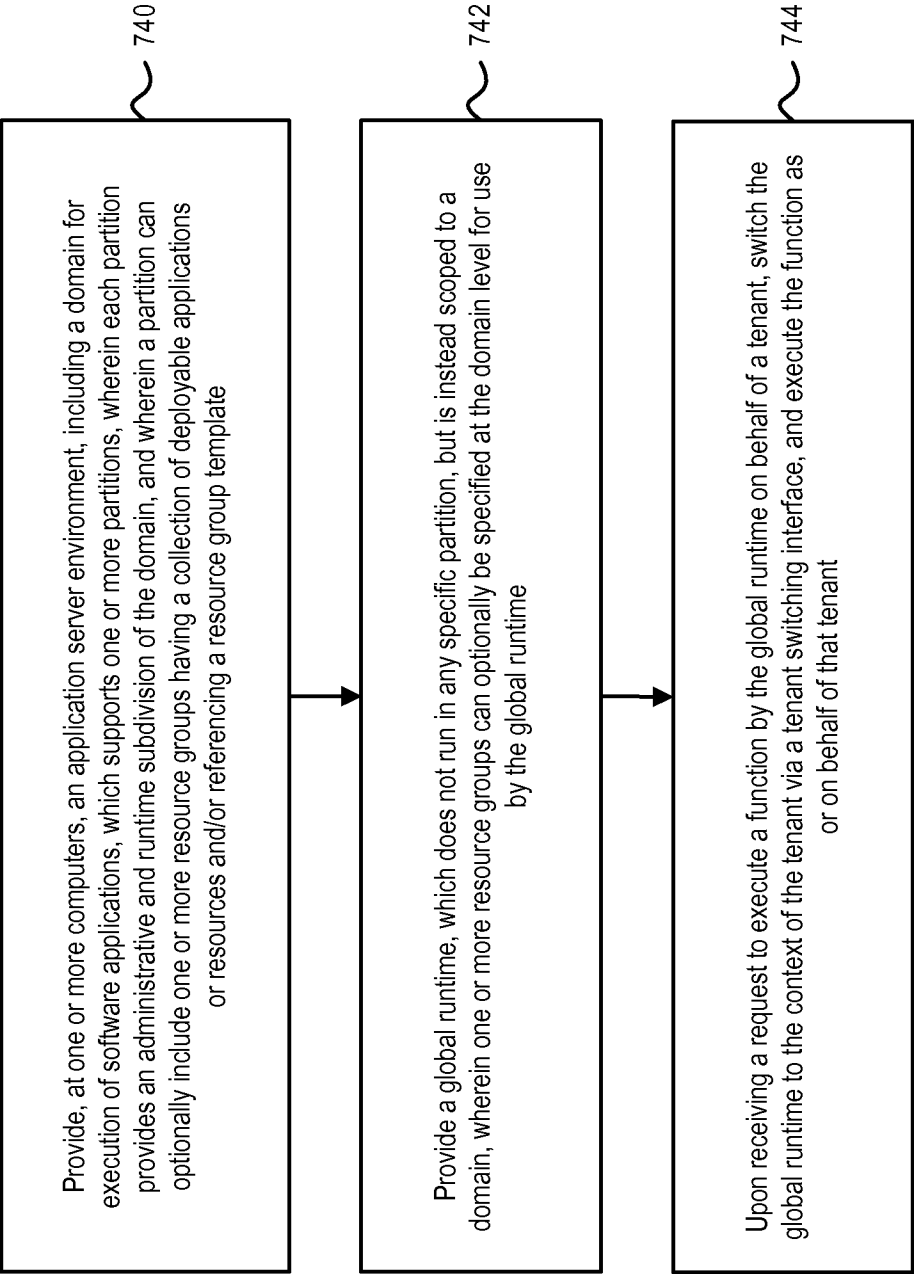 740
Provide, at one or more computers, an application server environment, including a domain for
execution of software applications, which supports one or more partitions, wherein each partition
provides an administrative and runtime subdivision of the domain, and wherein a partition can
optionally include one or more resource groups having a collection of deployable applications
or resources and/or referencing a resource group template
742
Provide a global runtime, which does not run in any specific partition, but is instead scoped to a
domain, wherein one or more resource groups can optionally be specified at the domain level for use
by the global runtime
744
Upon receiving a request to execute a function by the global runtime on behalf of a tenant, switch the
global runtime to the context of the tenant via a tenant switching interface, and execute the function as
or on behalf of that tenant